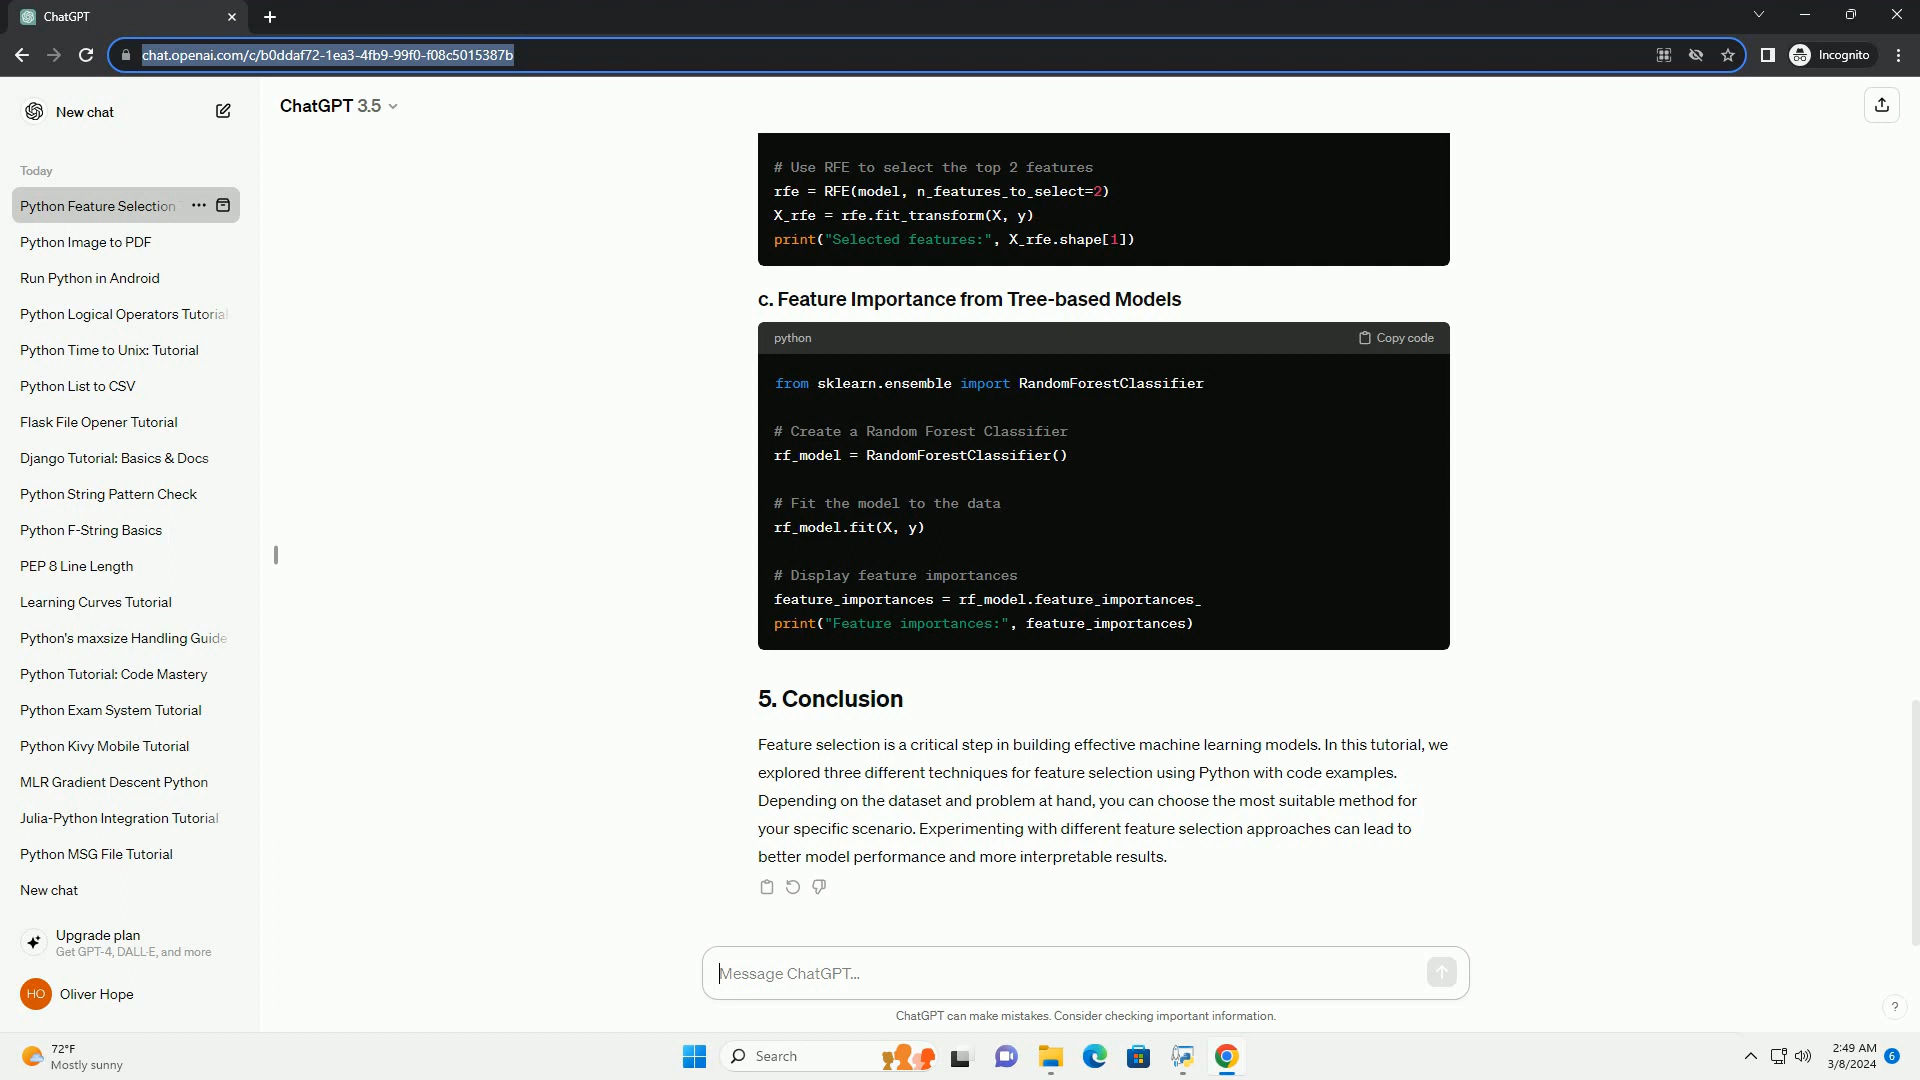 ChatGPT
chat.openai.com/c/b0ddaf72-1ea3-4fb9-99f0-f08c5015387b
Incognito
New chat
ChatGPT 3.5
Today
Python Feature Selection
Python Image to PDF
Run Python in Android
Python Logical Operators Tutorial
Python Time to Unix: Tutorial
Python List to CSV
Flask File Opener Tutorial
Django Tutorial: Basics & Docs
Python String Pattern Check
Python F-String Basics
PEP 8 Line Length
Learning Curves Tutorial
Python's maxsize Handling Guide
Python Tutorial: Code Mastery
Python Exam System Tutorial
Python Kivy Mobile Tutorial
MLR Gradient Descent Python
Julia-Python Integration Tutorial
Python MSG File Tutorial
New chat
Upgrade plan
Get GPT-4, DALL·E, and more
HO
Oliver Hope
# Use RFE to select the top 2 features
rfe = RFE(model, n_features_to_select=2)
X_rfe = rfe.fit_transform(X, y)
print("Selected features:", X_rfe.shape[1])
c. Feature Importance from Tree-based Models
python
Copy code
from sklearn.ensemble import RandomForestClassifier
# Create a Random Forest Classifier
rf_model = RandomForestClassifier()
# Fit the model to the data
rf_model.fit(X, y)
# Display feature importances
feature_importances = rf_model.feature_importances_
print("Feature importances:", feature_importances)
5. Conclusion
Feature selection is a critical step in building effective machine learning models. In this tutorial, we
explored three different techniques for feature selection using Python with code examples.
Depending on the dataset and problem at hand, you can choose the most suitable method for
your specific scenario. Experimenting with different feature selection approaches can lead to
better model performance and more interpretable results.
Message ChatGPT...
ChatGPT can make mistakes. Consider checking important information.
?
72°F
Mostly sunny
Search
2:49 AM
3/8/2024
6